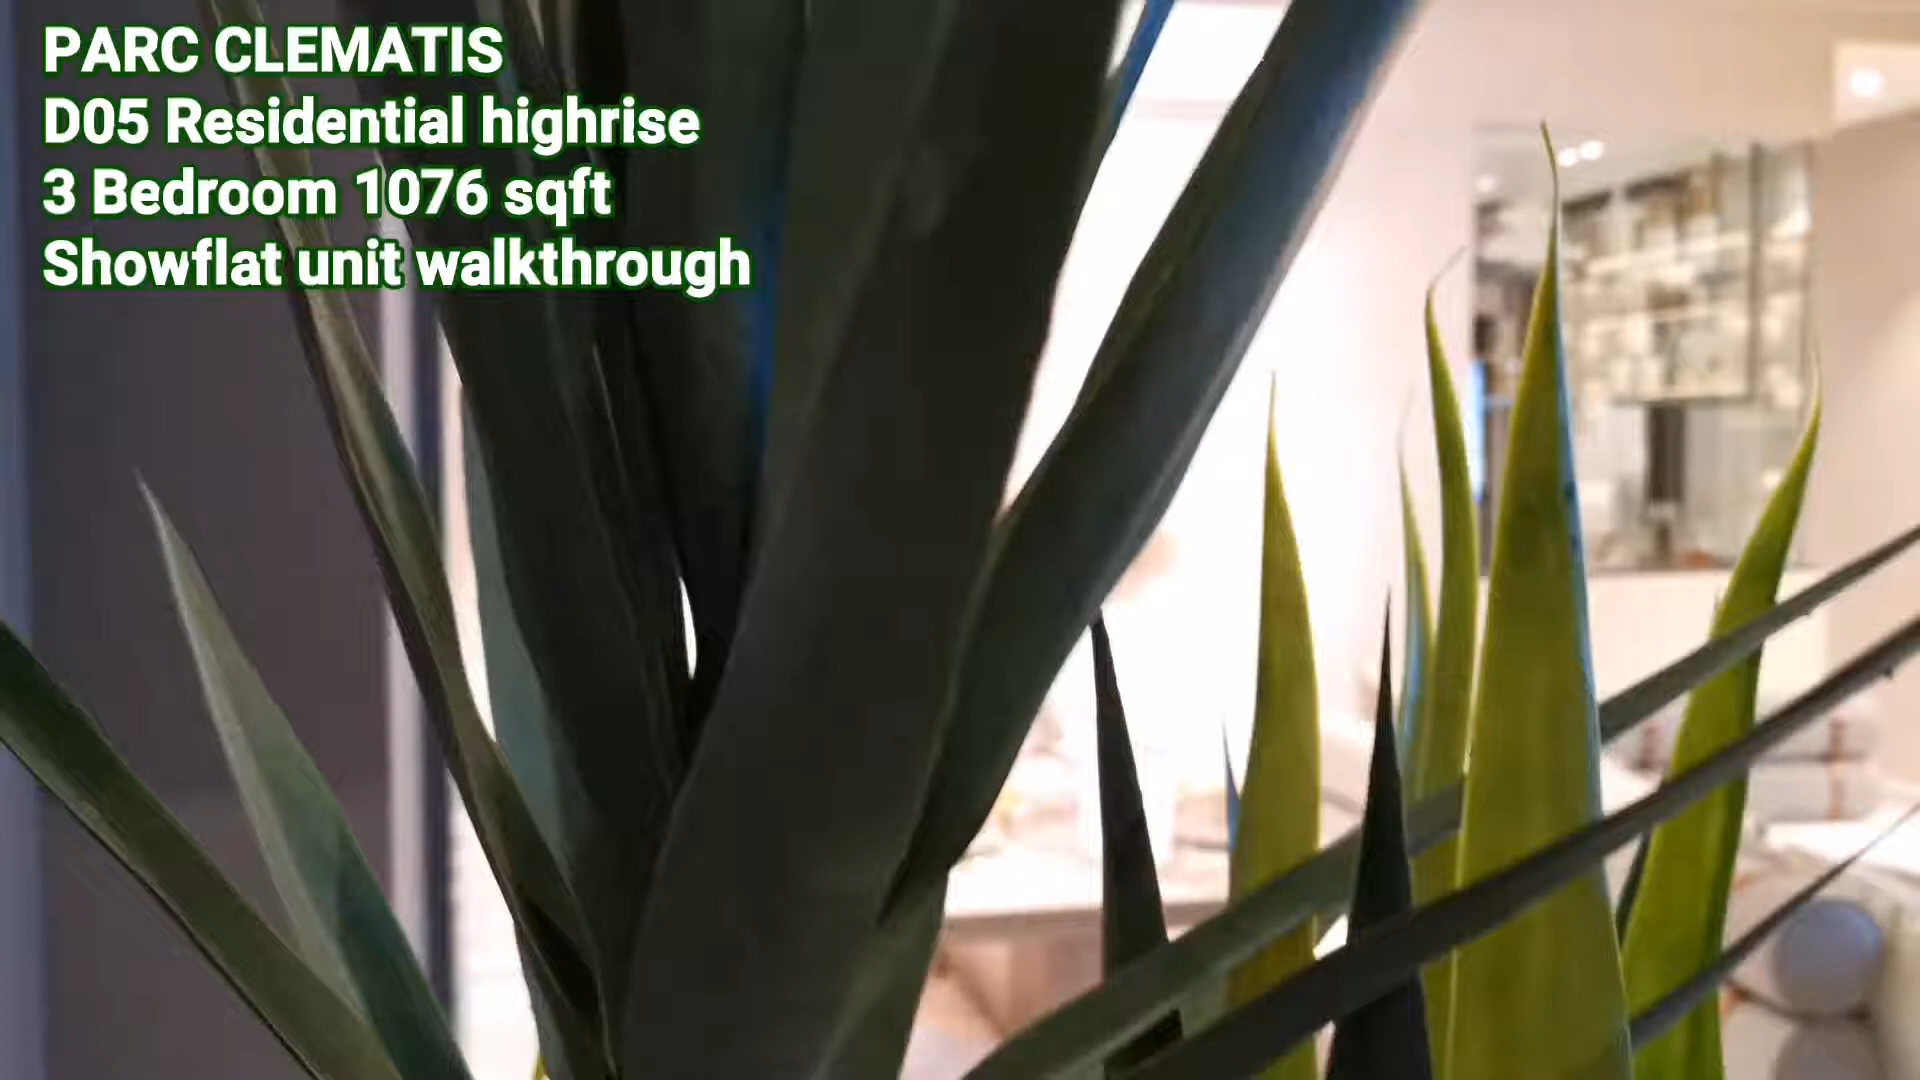 PARC CLEMATIS
D05 Residential highrise
3 Bedroom 1076 sqft
Showflat unit walkthrough